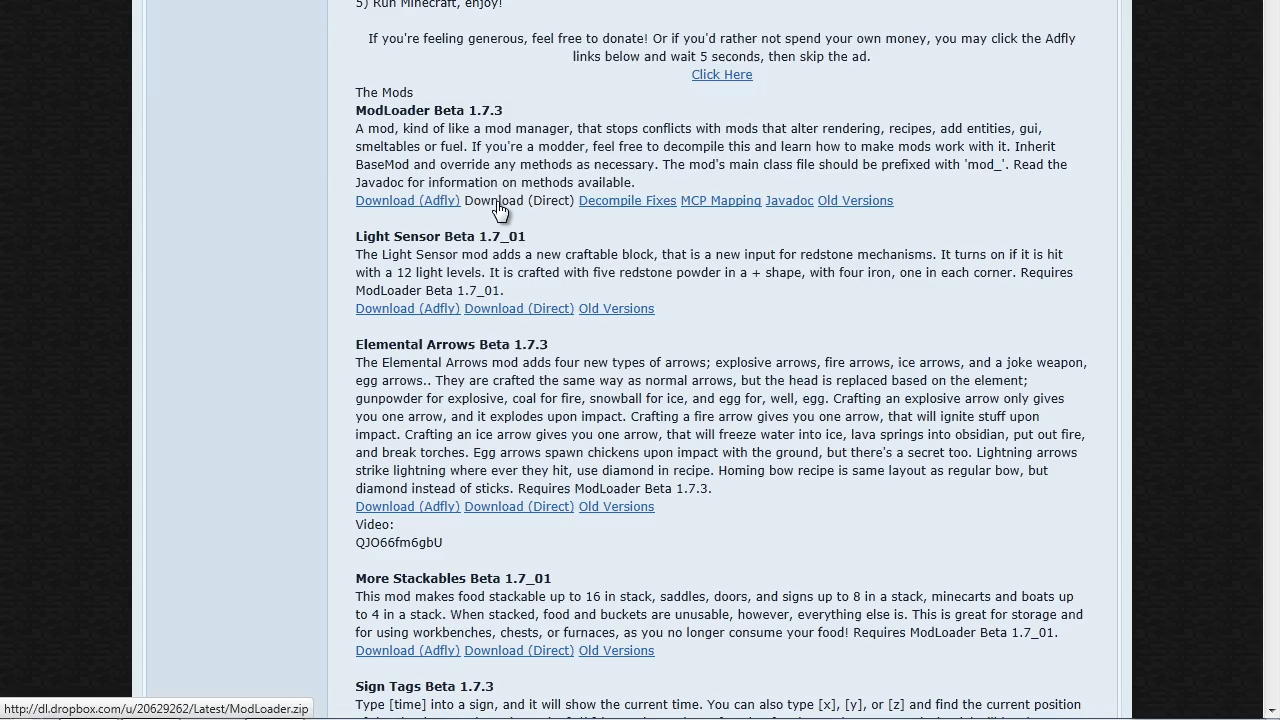 5) Run Minecraft, enjoy!
If you're feeling generous, feel free to donate! Or if you'd rather not spend your own money, you may click the Adfly
links below and wait 5 seconds, then skip the ad.
Click Here
The Mods
ModLoader Beta 1.7.3
A mod, kind of like a mod manager, that stops conflicts with mods that alter rendering, recipes, add entities, gui,
smeltables or fuel. If you're a modder, feel free to decompile this and learn how to make mods work with it. Inherit
BaseMod and override any methods as necessary. The mod's main class file should be prefixed with 'mod_'. Read the
Javadoc for information on methods available.
Download (Adfly) Download (Direct) Decompile Fixes MCP Mapping Javadoc Old Versions
Light Sensor Beta 1.7_01
The Light Sensor mod adds a new craftable block, that is a new input for redstone mechanisms. It turns on if it is hit
with a 12 light levels. It is crafted with five redstone powder in a + shape, with four iron, one in each corner. Requires
ModLoader Beta 1.7_01.
Download (Adfly) Download (Direct) Old Versions
Elemental Arrows Beta 1.7.3
The Elemental Arrows mod adds four new types of arrows; explosive arrows, fire arrows, ice arrows, and a joke weapon,
egg arrows.. They are crafted the same way as normal arrows, but the head is replaced based on the element;
gunpowder for explosive, coal for fire, snowball for ice, and egg for, well, egg. Crafting an explosive arrow only gives
you one arrow, and it explodes upon impact. Crafting a fire arrow gives you one arrow, that will ignite stuff upon
impact. Crafting an ice arrow gives you one arrow, that will freeze water into ice, lava springs into obsidian, put out fire,
and break torches. Egg arrows spawn chickens upon impact with the ground, but there's a secret too. Lightning arrows
strike lightning where ever they hit, use diamond in recipe. Homing bow recipe is same layout as regular bow, but
diamond instead of sticks. Requires ModLoader Beta 1.7.3.
Download (Adfly) Download (Direct) Old Versions
Video:
QJO66fm6gbU
More Stackables Beta 1.7_01
This mod makes food stackable up to 16 in stack, saddles, doors, and signs up to 8 in a stack, minecarts and boats up
to 4 in a stack. When stacked, food and buckets are unusable, however, everything else is. This is great for storage and
for using workbenches, chests, or furnaces, as you no longer consume your food! Requires ModLoader Beta 1.7_01.
Download (Adfly) Download (Direct) Old Versions
Sign Tags Beta 1.7.3
Type [time] into a sign, and it will show the current time. You can also type [x], [y], or [z] and find the current position
http://dl.dropbox.com/u/20629262/Latest/ModLoader.zip